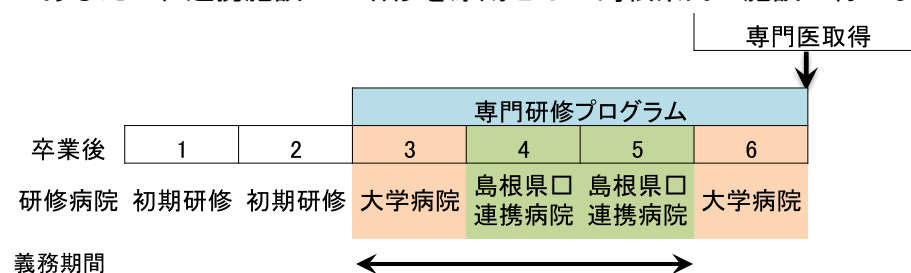 専門医取得
専門研修プログラム
卒業後 1 2 3 4 5 6
研修病院 初期研修 初期研修 大学病院 島根県口連携病院 島根県口連携病院 大学病院
義務期間